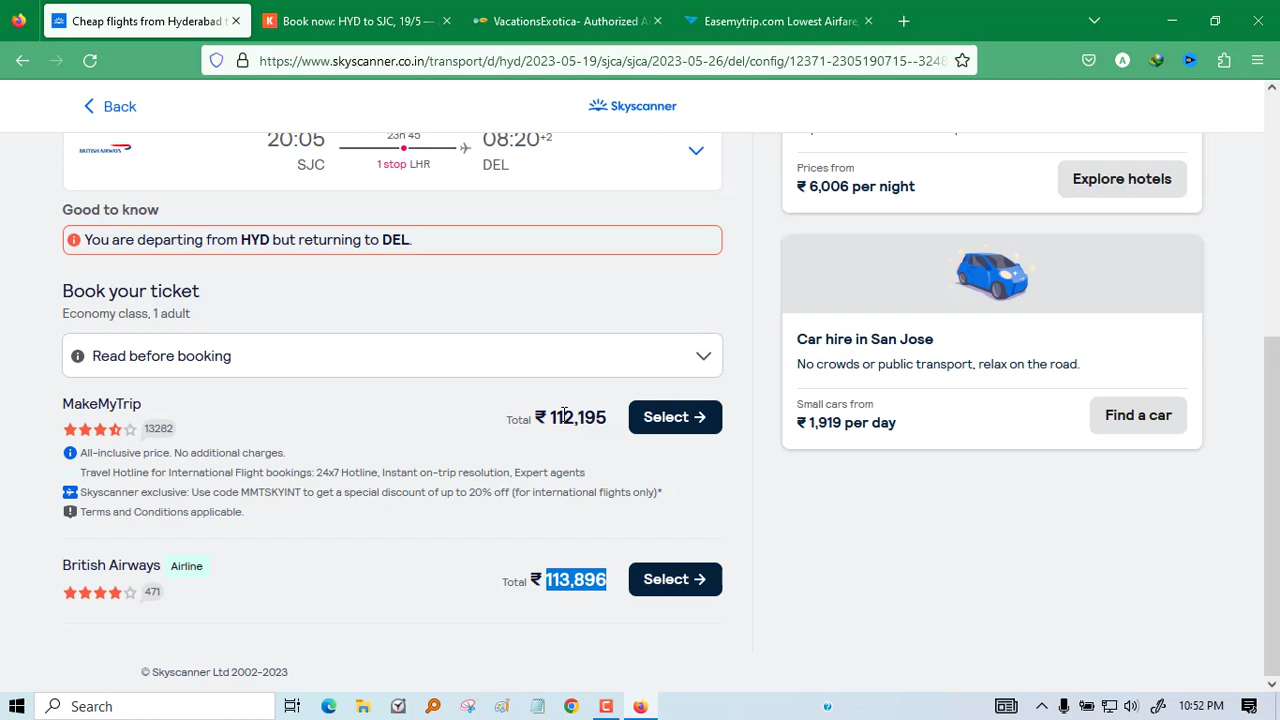 Cheap flights from Hyderabad t
Book now: HYD to SJC, 19/5 —
VacationsExotica- Authorized A
Easemytrip.com Lowest Airfare,
https://www.skyscanner.co.in/transport/d/hyd/2023-05-19/sjca/sjca/2023-05-26/del/config/12371-2305190715--3248
Back
Skyscanner
BRITISH AIRWAYS
20:05
SJC
23h 45
1 stop LHR
08:20+2
DEL
Good to know
You are departing from HYD but returning to DEL.
Book your ticket
Economy class, 1 adult
Read before booking
MakeMyTrip
13282
Total ₹ 112,195
Select →
All-inclusive price. No additional charges.
Travel Hotline for International Flight bookings: 24x7 Hotline, Instant on-trip resolution, Expert agents
Skyscanner exclusive: Use code MMTSKYINT to get a special discount of up to 20% off (for international flights only)*
Terms and Conditions applicable.
British Airways
Airline
471
Total ₹ 113,896
Select →
© Skyscanner Ltd 2002-2023
Prices from
₹ 6,006 per night
Explore hotels
Car hire in San Jose
No crowds or public transport, relax on the road.
Small cars from
₹ 1,919 per day
Find a car
Search
10:52 PM